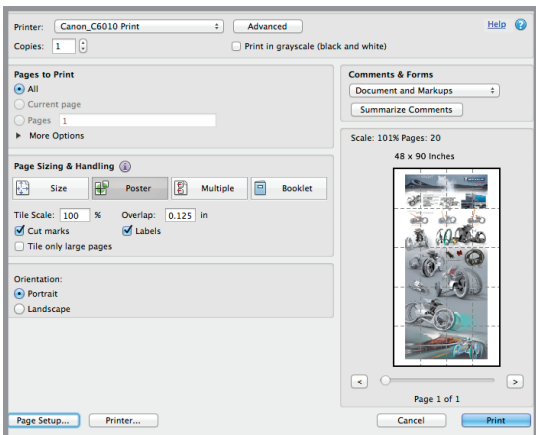 Printer: Canon_C6010 Print Advanced Help
Copies: 1 Print in grayscale (black and white)
Pages to Print
All
Current page
Pages 1
More Options
Comments & Forms
Document and Markups
Summarize Comments
Page Sizing & Handling
Size Poster Multiple Booklet
Tile Scale: 100 % Overlap: 0.125 in
Cut marks Labels
Tile only large pages
Orientation:
Portrait
Landscape
Scale: 101% Pages: 20
48 x 90 Inches
< >
Page 1 of 1
Page Setup... Printer... Cancel Print